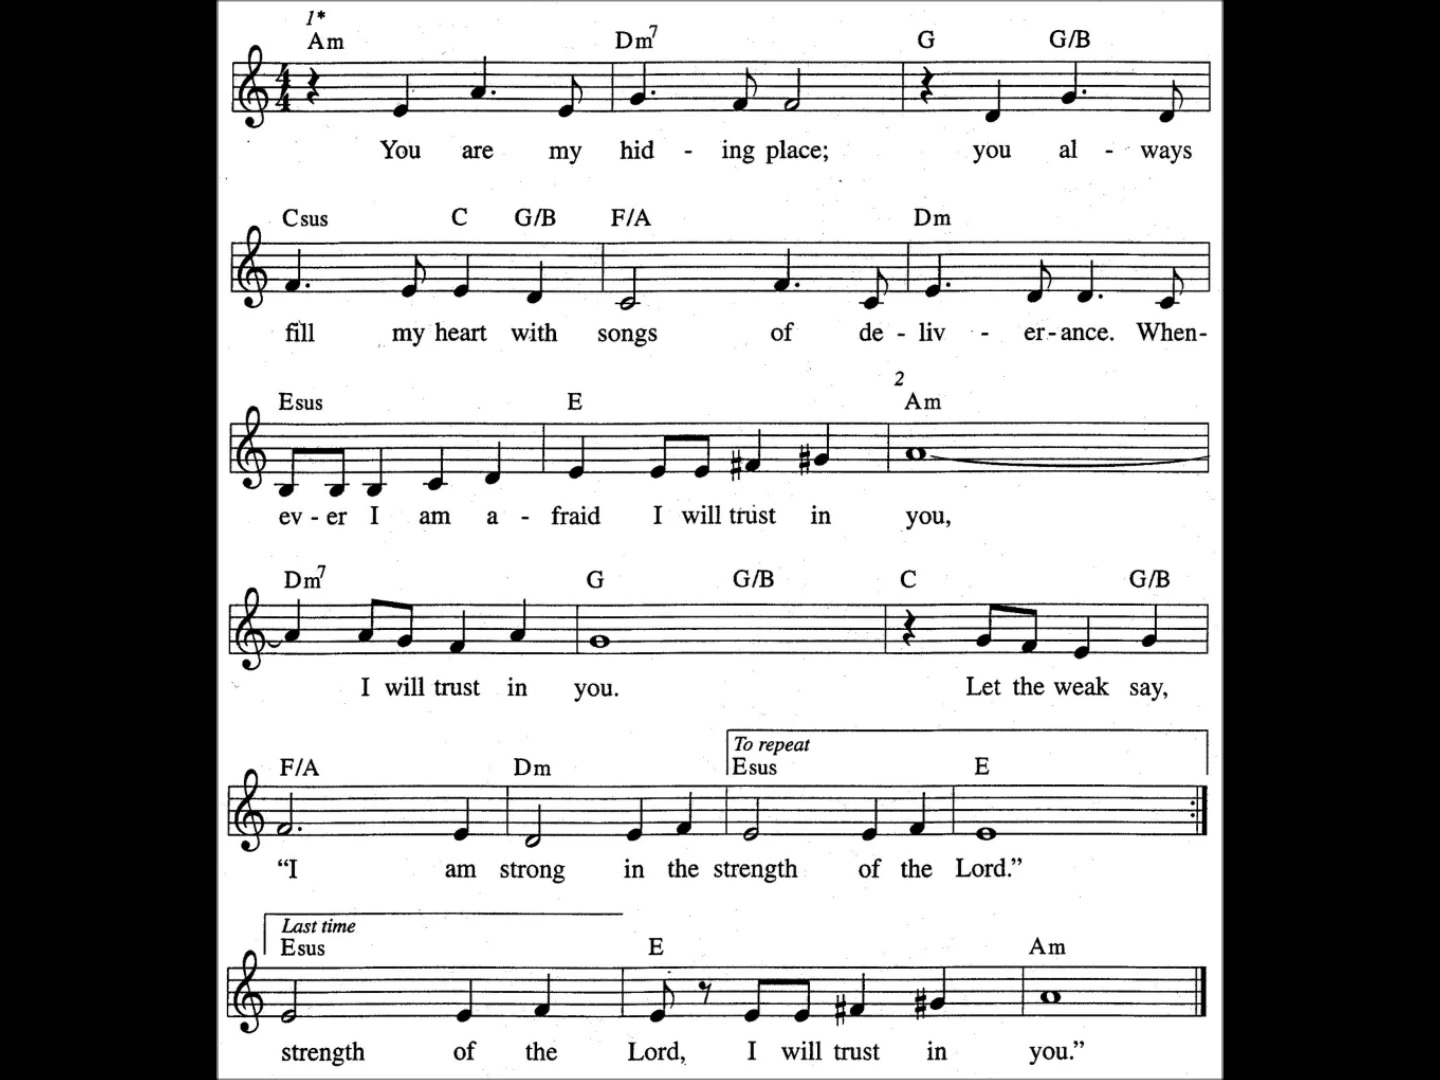 1*
Am Dm7 G G/B
You are my hid - ing place; you al - ways
Csus C G/B F/A Dm
fill my heart with songs of de - liv - er - ance. When-
2
Esus E Am
ev - er I am a - fraid I will trust in you,
Dm7 G G/B C G/B
I will trust in you. Let the weak say,
To repeat
F/A Dm Esus E
“I am strong in the strength of the Lord.”
Last time
Esus E Am
strength of the Lord, I will trust in you.”